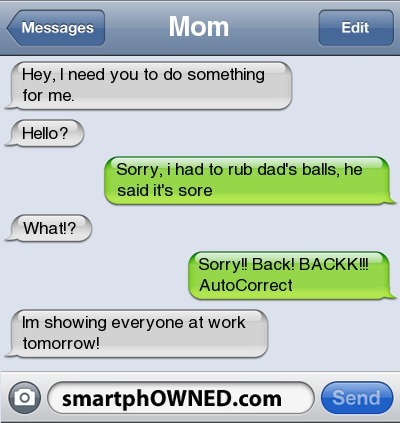 Messages
Mom
Edit
Hey, I need you to do something
for me.
Hello?
Sorry, i had to rub dad's balls, he
said it's sore
What!?
Sorry!! Back! BACKK!!!
AutoCorrect
Im showing everyone at work
tomorrow!
smartphOWNED.com
Send